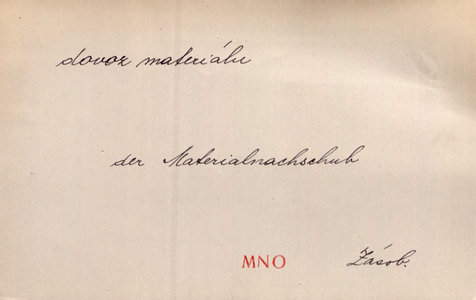 dovoz materiálu
der Materialnachschub
MNO Zásob.